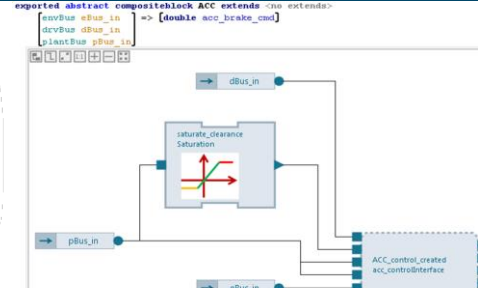 exported abstract compositeblock ACC extends <no extends>
envBus eBus_in => [double acc_brake_cmd]
drvBus dBus_in
plantBus pBus_in
dBus_in
saturate_clearance
Saturation
pBus_in
ACC_control_created
acc_controlInterface
eBus_in